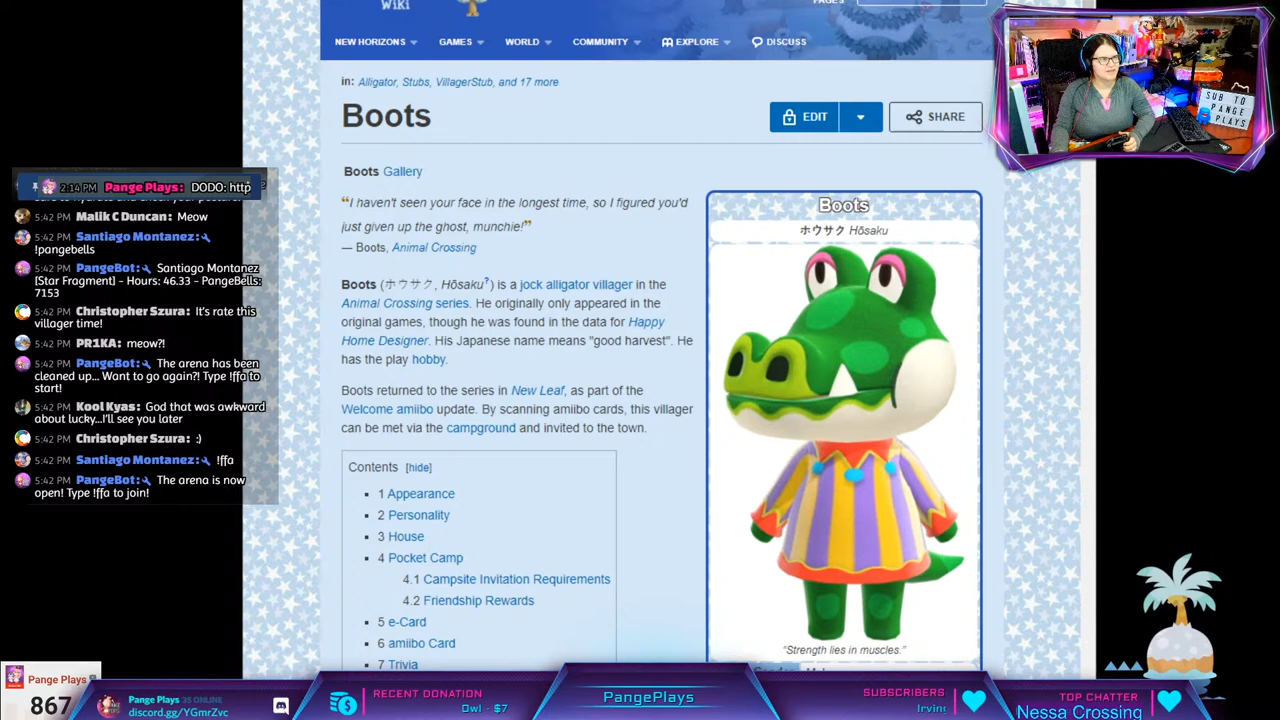 Wiki
PAGES
NEW HORIZONS
GAMES
WORLD
COMMUNITY
EXPLORE
DISCUSS
in: Alligator, Stubs, VillagerStub, and 17 more
Boots
EDIT
SHARE
Boots Gallery
"I haven't seen your face in the longest time, so I figured you'd
just given up the ghost, munchie!"
— Boots, Animal Crossing
Boots (ホウサク, Hōsaku?) is a jock alligator villager in the
Animal Crossing series. He originally only appeared in the
original games, though he was found in the data for Happy
Home Designer. His Japanese name means "good harvest". He
has the play hobby.
Boots returned to the series in New Leaf, as part of the
Welcome amiibo update. By scanning amiibo cards, this villager
can be met via the campground and invited to the town.
Contents [hide]
1 Appearance
2 Personality
3 House
4 Pocket Camp
4.1 Campsite Invitation Requirements
4.2 Friendship Rewards
5 e-Card
6 amiibo Card
7 Trivia
Boots
ホウサク Hōsaku
"Strength lies in muscles."
2:14 PM Pange Plays: DODO: http
5:42 PM Malik C Duncan: Meow
5:42 PM Santiago Montanez:
!pangebells
5:42 PM PangeBot: Santiago Montanez
[Star Fragment] - Hours: 46.33 - PangeBells:
7153
5:42 PM Christopher Szura: It's rate this
villager time!
5:42 PM PR1KA: meow?!
5:42 PM PangeBot: The arena has been
cleaned up... Want to go again?! Type !ffa to
start!
5:42 PM Kool Kyas: God that was awkward
about lucky...I'll see you later
5:42 PM Christopher Szura: :)
5:42 PM Santiago Montanez: !ffa
5:42 PM PangeBot: The arena is now
open! Type !ffa to join!
SUB TO
PANGE
PLAYS
Pange Plays
867
Pange Plays 35 ONLINE
discord.gg/YGmrZvc
RECENT DONATION
Owl - $7
PangePlays
SUBSCRIBERS
Irvin
TOP CHATTER
Nessa Crossing